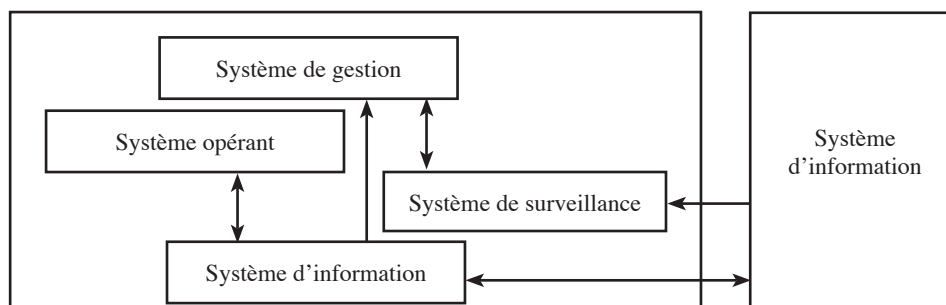 Système de gestion
Système opérant
Système de surveillance
Système d'information
Système
d'information